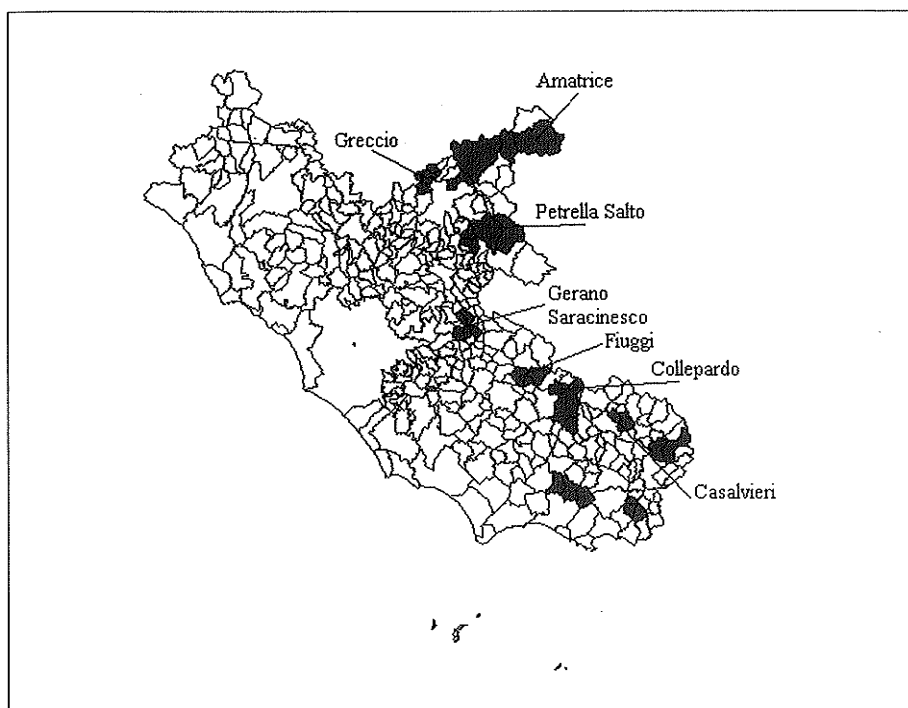 Amatrice
Greccio
Petrella Salto
Gerano
Saracinesco
Fiuggi
Collepardo
Casalvieri